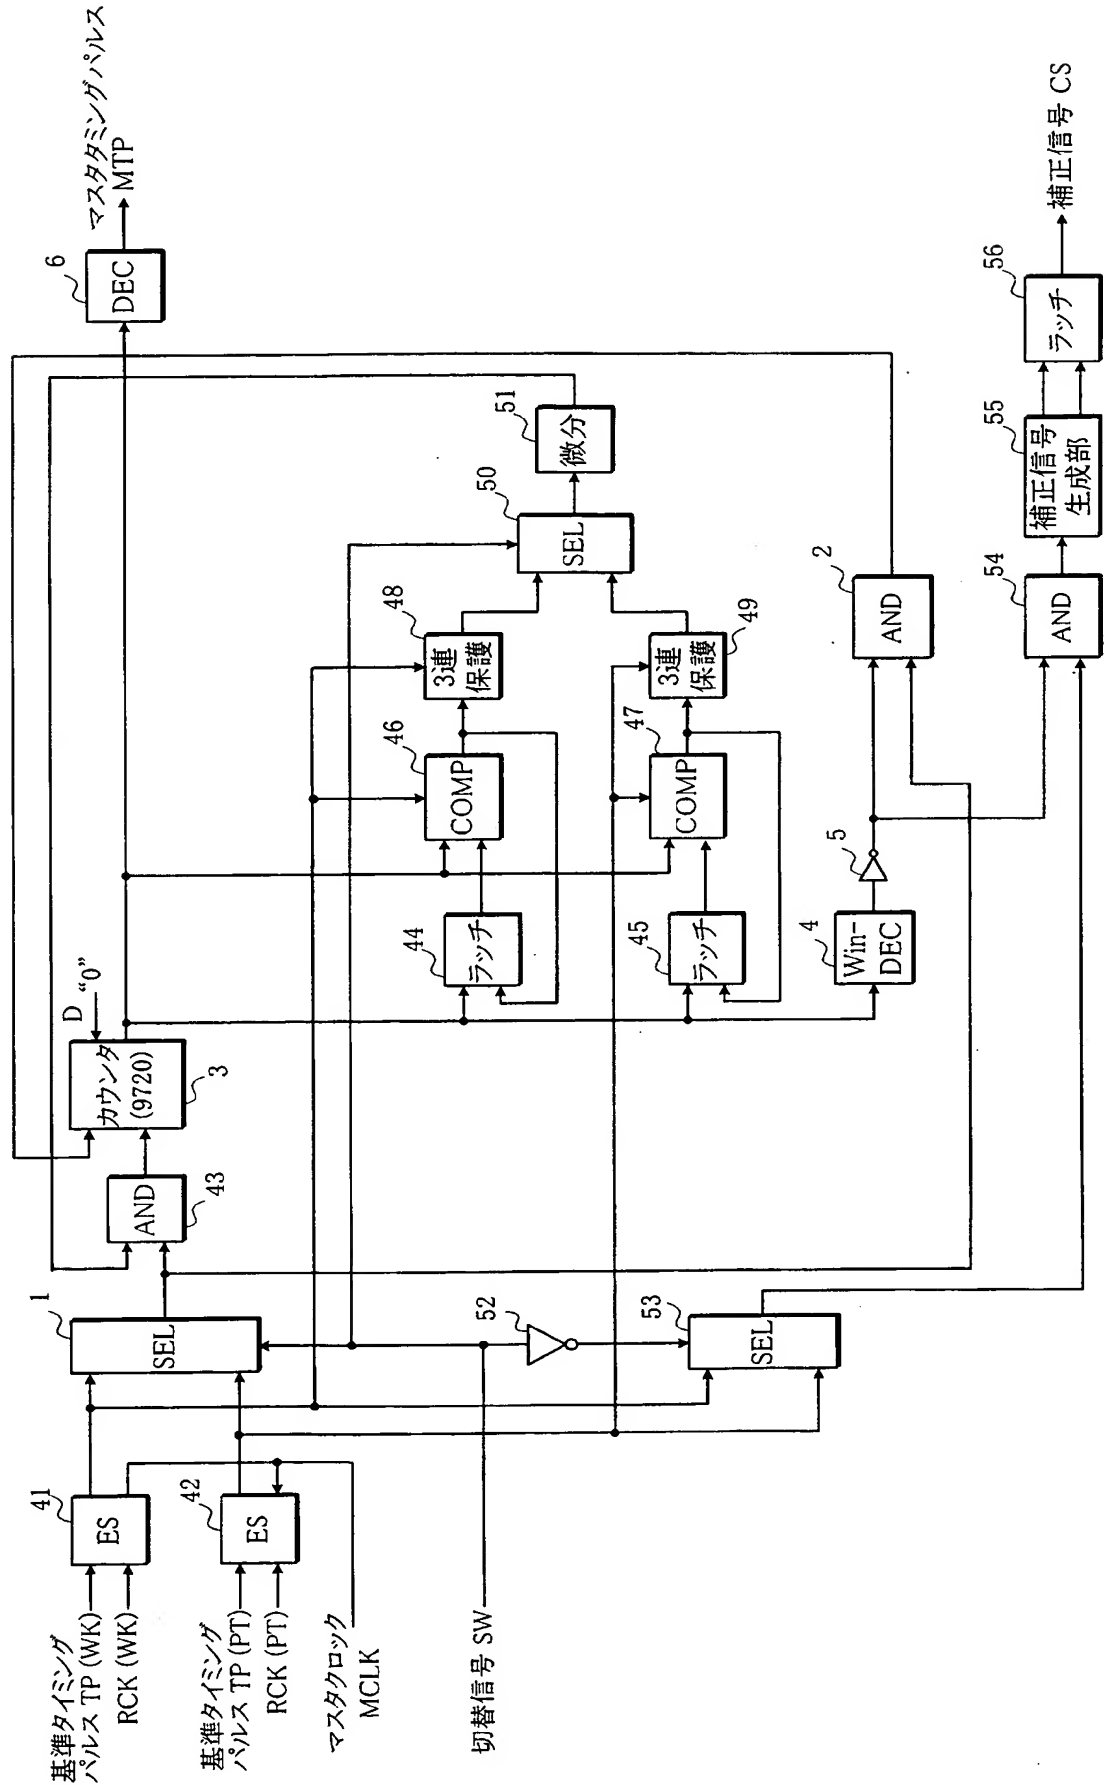 基準タイミング
パルス TP (WK)
RCK (WK)
基準タイミング
パルス TP (PT)
RCK (PT)
マスタクロック
MCLK
切替信号 SW
41
ES
42
ES
1
SEL
52
53
SEL
AND
43
カウンタ
(9720)
3
D
“0”
44
ラッチ
45
ラッチ
4
Win-
DEC
5
46
COMP
47
COMP
48
3連
保護
49
3連
保護
50
SEL
51
微分
2
AND
54
AND
55
補正信号
生成部
56
ラッチ
補正信号 CS
6
DEC
マスタタミングパルス
MTP